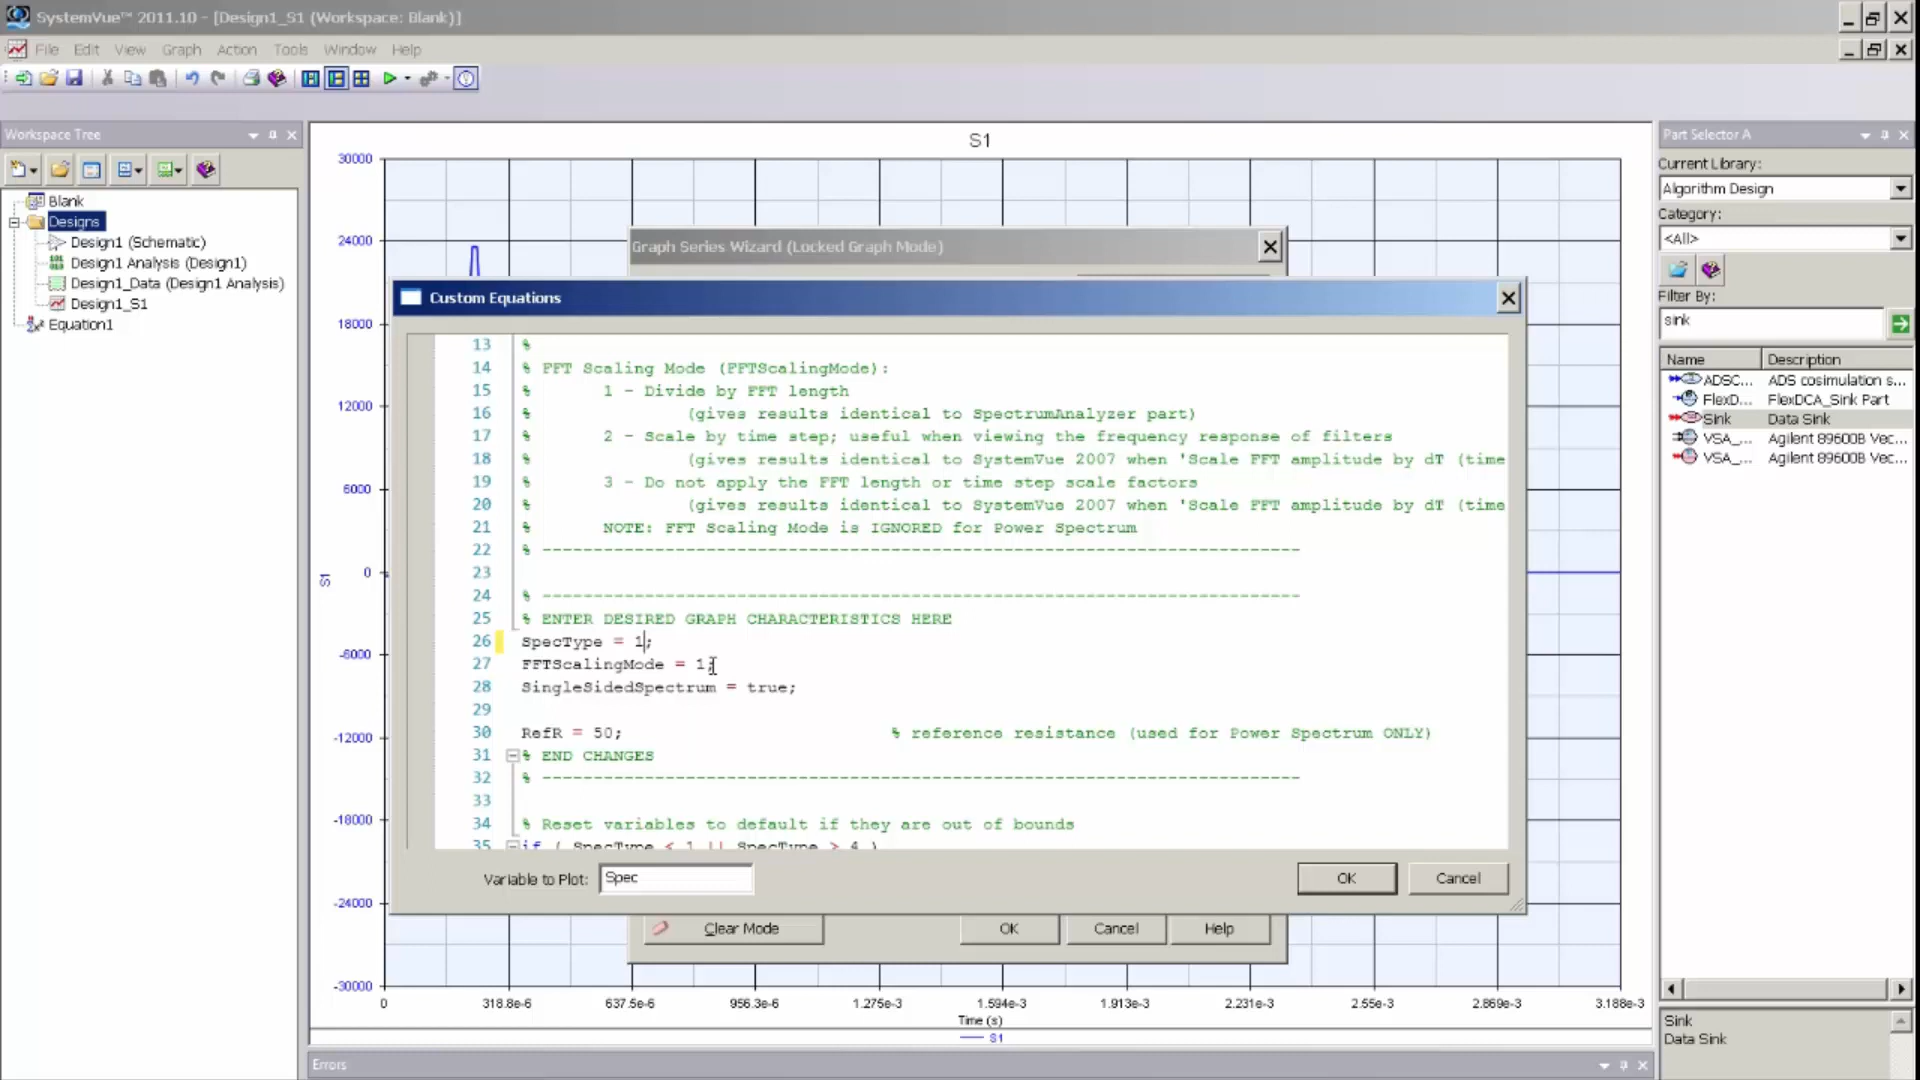 SystemVue™ 2011.10 - [Design1_S1 (Workspace: Blank)]
File Edit View Graph Action Tools Window Help
Workspace Tree
Blank
Designs
Design1 (Schematic)
Design1 Analysis (Design1)
Design1_Data (Design1 Analysis)
Design1_S1
Equation1
S1
30000
24000
18000
12000
6000
0
-6000
-12000
-18000
-24000
-30000
S1
0 318.8e-6 637.5e-6 956.3e-6 1.275e-3 1.594e-3 1.913e-3 2.231e-3 2.55e-3 2.869e-3 3.188e-3
Time (s)
S1
Graph Series Wizard (Locked Graph Mode)
Custom Equations
13 %
14 % FFT Scaling Mode (FFTScalingMode):
15 % 1 - Divide by FFT length
16 % (gives results identical to SpectrumAnalyzer part)
17 % 2 - Scale by time step; useful when viewing the frequency response of filters
18 % (gives results identical to SystemVue 2007 when 'Scale FFT amplitude by dT (time
19 % 3 - Do not apply the FFT length or time step scale factors
20 % (gives results identical to SystemVue 2007 when 'Scale FFT amplitude by dT (time
21 % NOTE: FFT Scaling Mode is IGNORED for Power Spectrum
22 % --------------------------------------------------------------------------
23
24 % --------------------------------------------------------------------------
25 % ENTER DESIRED GRAPH CHARACTERISTICS HERE
26 SpecType = 1;
27 FFTScalingMode = 1;
28 SingleSidedSpectrum = true;
29
30 RefR = 50; % reference resistance (used for Power Spectrum ONLY)
31 % END CHANGES
32 % --------------------------------------------------------------------------
33
34 % Reset variables to default if they are out of bounds
35 if ( SpecType < 1 || SpecType > 4 )
Variable to Plot: Spec
OK Cancel
Clear Mode OK Cancel Help
Errors
Part Selector A
Current Library:
Algorithm Design
Category:
<All>
Filter By:
sink
Name Description
ADSC... ADS cosimulation s...
FlexD... FlexDCA_Sink Part
Sink Data Sink
VSA_... Agilent 89600B Vec...
VSA_... Agilent 89600B Vec...
Sink
Data Sink